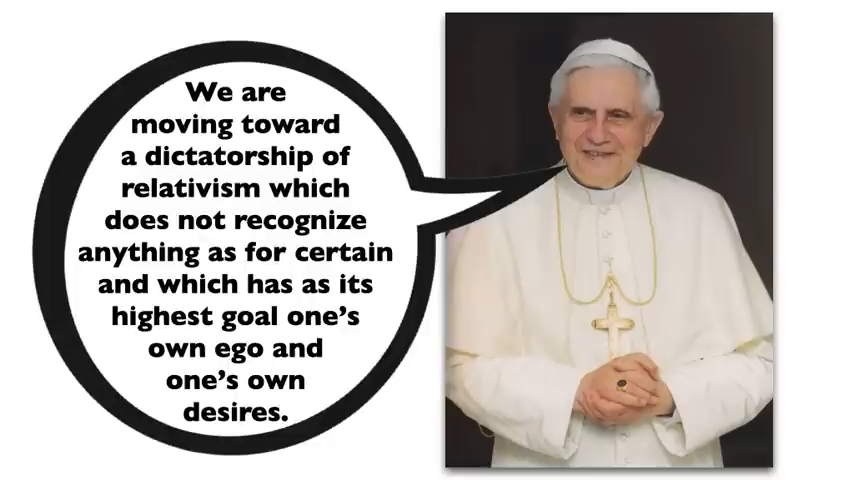 We are
moving toward
a dictatorship of
relativism which
does not recognize
anything as for certain
and which has as its
highest goal one's
own ego and
one's own
desires.